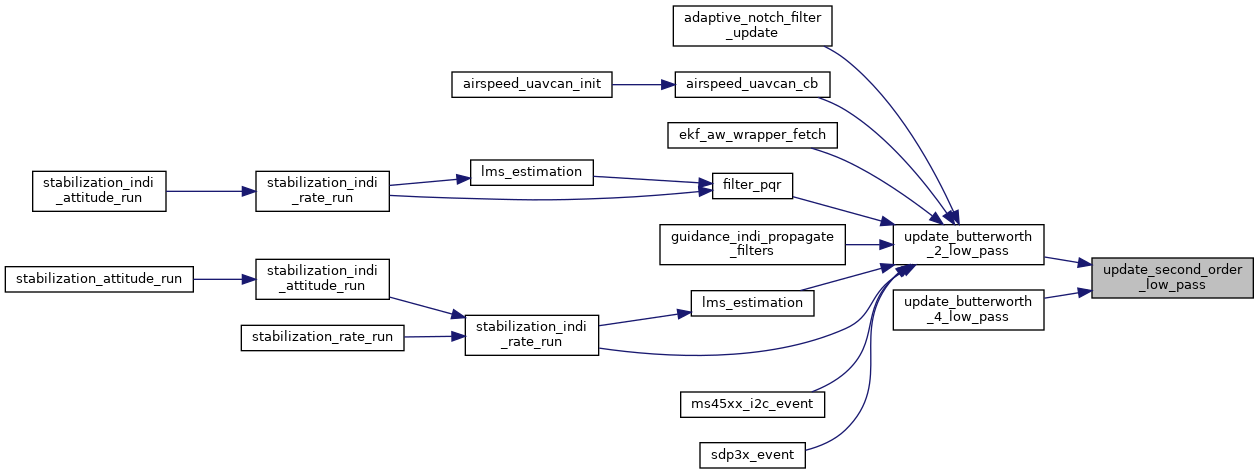 adaptive_notch_filter
_update
airspeed_uavcan_init
airspeed_uavcan_cb
ekf_aw_wrapper_fetch
stabilization_indi
_attitude_run
stabilization_indi
_rate_run
lms_estimation
filter_pqr
guidance_indi_propagate
_filters
update_butterworth
_2_low_pass
update_second_order
_low_pass
stabilization_attitude_run
stabilization_indi
_attitude_run
lms_estimation
update_butterworth
_4_low_pass
stabilization_rate_run
stabilization_indi
_rate_run
ms45xx_i2c_event
sdp3x_event